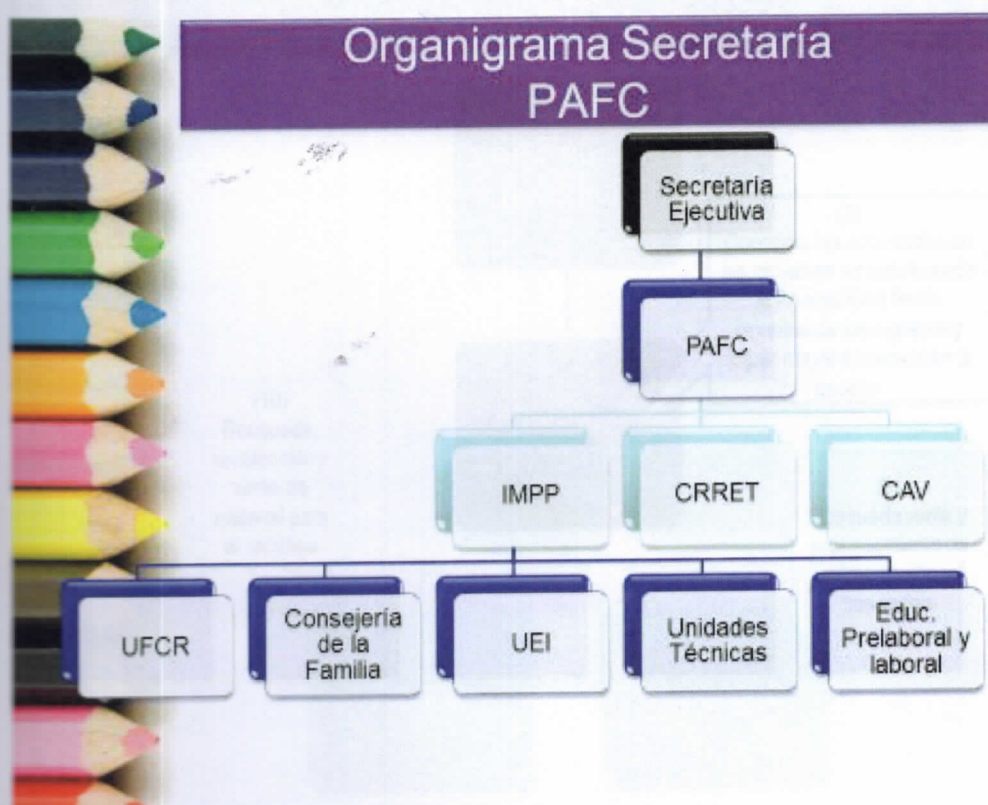 Organigrama Secretaría
PAFC
Secretaría
Ejecutiva
PAFC
IMPP
CRRET
CAV
UFCR
Consejería
de la
Familia
UEI
Unidades
Técnicas
Educ.
Prelaboral y
laboral